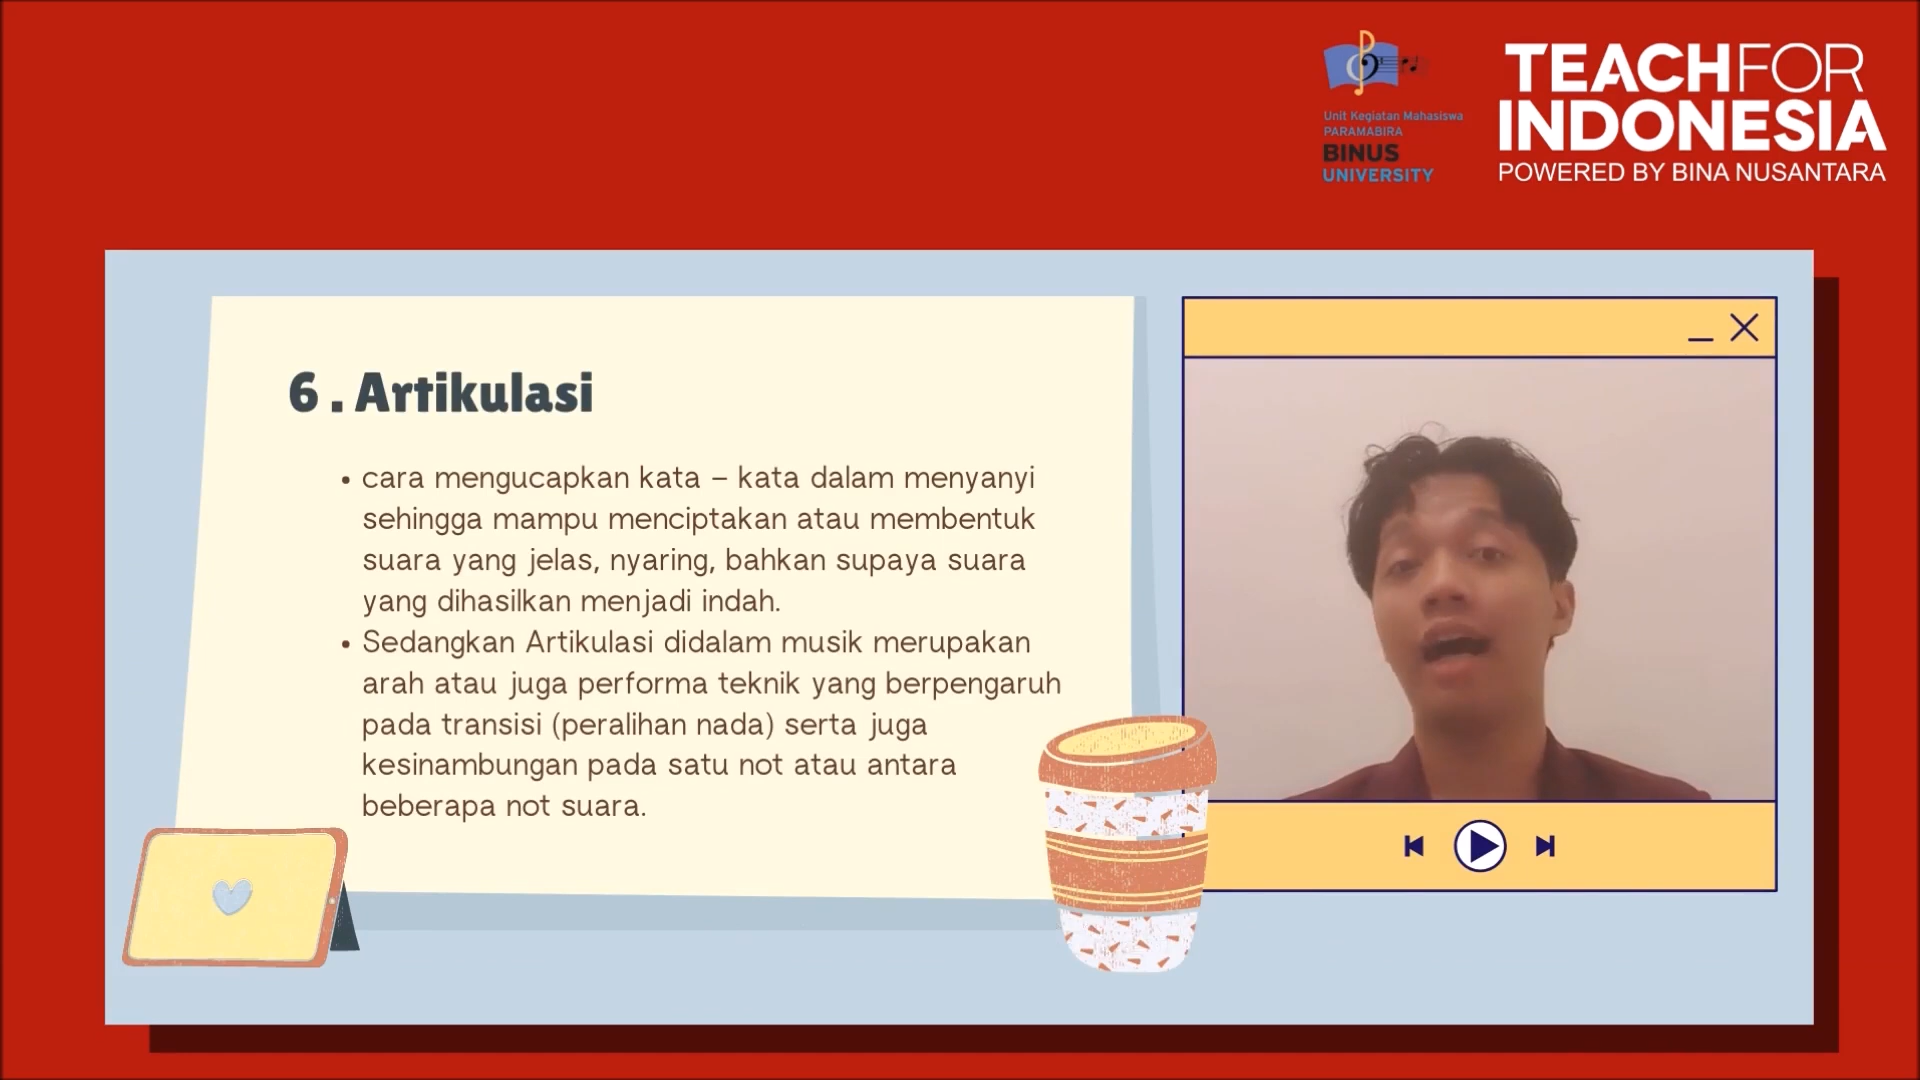 Unit Kegiatan Mahasiswa
PARAMABIRA
BINUS
UNIVERSITY
TEACHFOR
INDONESIA
POWERED BY BINA NUSANTARA
6 . Artikulasi
• cara mengucapkan kata – kata dalam menyanyi
sehingga mampu menciptakan atau membentuk
suara yang jelas, nyaring, bahkan supaya suara
yang dihasilkan menjadi indah.
• Sedangkan Artikulasi didalam musik merupakan
arah atau juga performa teknik yang berpengaruh
pada transisi (peralihan nada) serta juga
kesinambungan pada satu not atau antara
beberapa not suara.